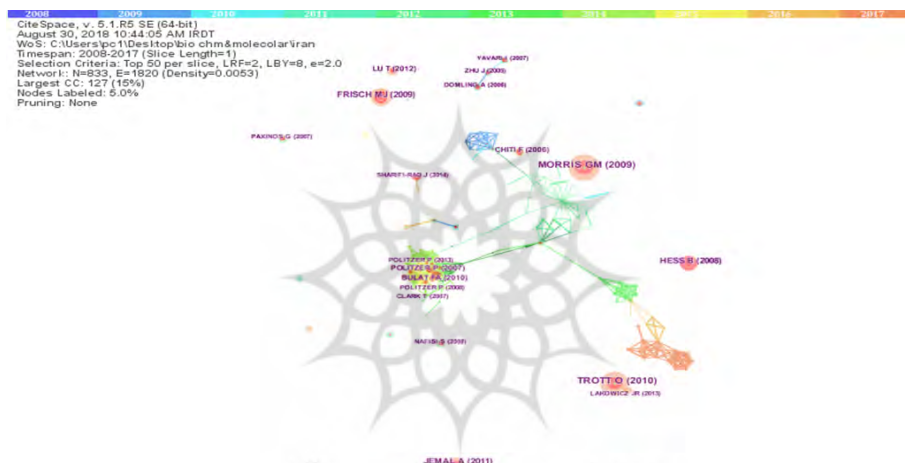 2008 2009 2010 2011 2012 2013 2014 2015 2016 2017
CiteSpace, v. 5.1.R5 SE (64-bit)
August 30, 2018 10:44:05 AM IRDT
WoS: C:\Users\pc1\Desktop\bio chm&molecolar\iran
Timespan: 2008-2017 (Slice Length=1)
Selection Criteria: Top 50 per slice, LRF=2, LBY=8, e=2.0
Network: N=833, E=1820 (Density=0.0053)
Largest CC: 127 (15%)
Nodes Labeled: 5.0%
Pruning: None
YAVARI I (2007)
LU T (2012)
ZHU J (2005)
DOMLING A (2006)
FRISCH MJ (2009)
PAXINOS G (2007)
CHITI F (2006)
MORRIS GM (2009)
SHARITI-RAD J (2014)
POLITZER P (2013)
POLITZER P (2007)
HESS B (2008)
BULAT FA (2010)
POLITZER P (2008)
CLARK T (2007)
NAFISI S (2008)
TROTT O (2010)
LAKOWICZ JR (2013)
JEMAL A (2011)